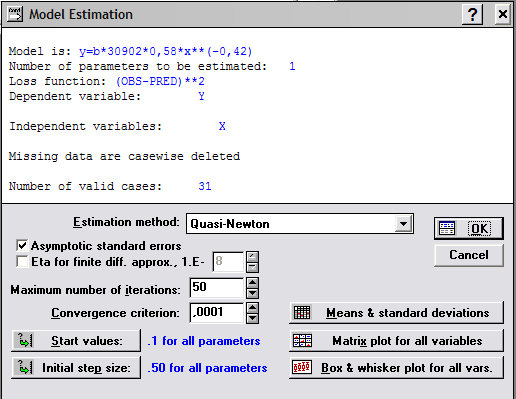 Model Estimation
Model is: y=b*30902*0,58*x**(-0,42)
Number of parameters to be estimated: 1
Loss function: (OBS-PRED)**2
Dependent variable: Y
Independent variables: X
Missing data are casewise deleted
Number of valid cases: 31
Estimation method: Quasi-Newton
OK
Asymptotic standard errors
Eta for finite diff. approx., 1.E- 8
Cancel
Maximum number of iterations: 50
Convergence criterion: ,0001
Means & standard deviations
Start values: .1 for all parameters
Matrix plot for all variables
Initial step size: .50 for all parameters
Box & whisker plot for all vars.